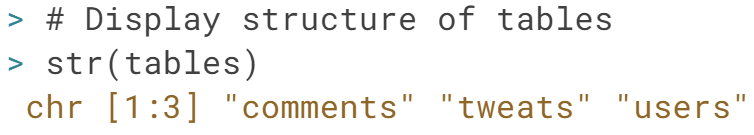 > # Display structure of tables
> str(tables)
chr [1:3] "comments" "tweats" "users"